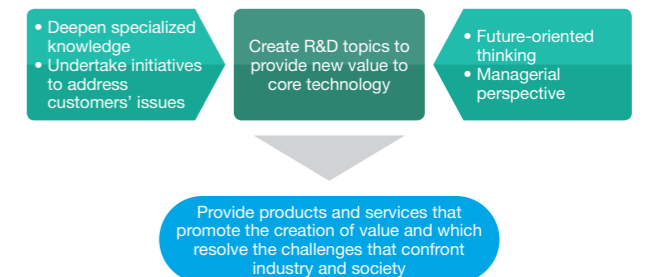 • Deepen specialized
knowledge
• Undertake initiatives
to address
customers’ issues
Create R&D topics to
provide new value to
core technology
• Future-oriented
thinking
• Managerial
perspective
Provide products and services that
promote the creation of value and which
resolve the challenges that confront
industry and society